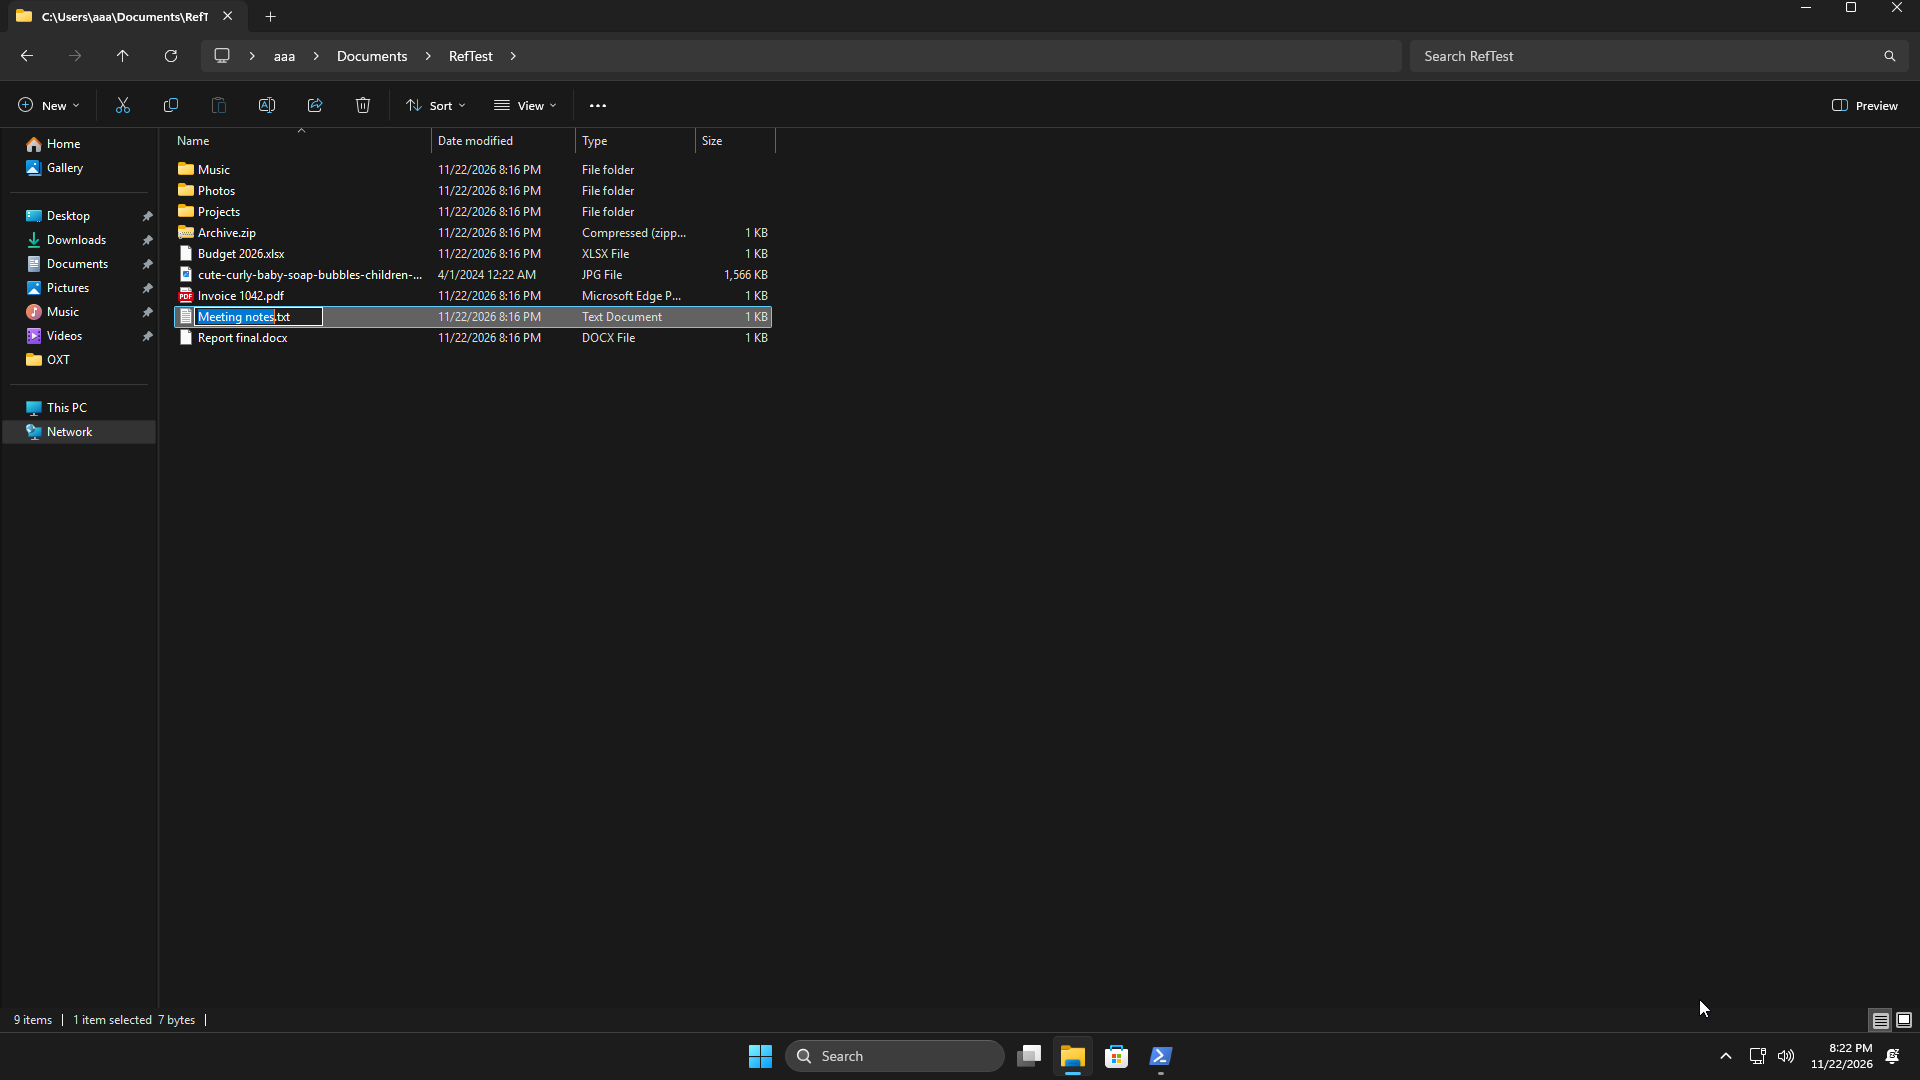 C:\Users\aaa\Documents\RefT
aaa Documents RefTest Search RefTest
New Sort View Preview
Home
Gallery
Desktop
Downloads
Documents
Pictures
Music
Videos
OXT
This PC
Network
Name Date modified Type Size
Music 11/22/2026 8:16 PM File folder
Photos 11/22/2026 8:16 PM File folder
Projects 11/22/2026 8:16 PM File folder
Archive.zip 11/22/2026 8:16 PM Compressed (zipp... 1 KB
Budget 2026.xlsx 11/22/2026 8:16 PM XLSX File 1 KB
cute-curly-baby-soap-bubbles-children-... 4/1/2024 12:22 AM JPG File 1,566 KB
Invoice 1042.pdf 11/22/2026 8:16 PM Microsoft Edge P... 1 KB
Meeting notes.txt 11/22/2026 8:16 PM Text Document 1 KB
Report final.docx 11/22/2026 8:16 PM DOCX File 1 KB
9 items 1 item selected 7 bytes
Search 8:22 PM
11/22/2026